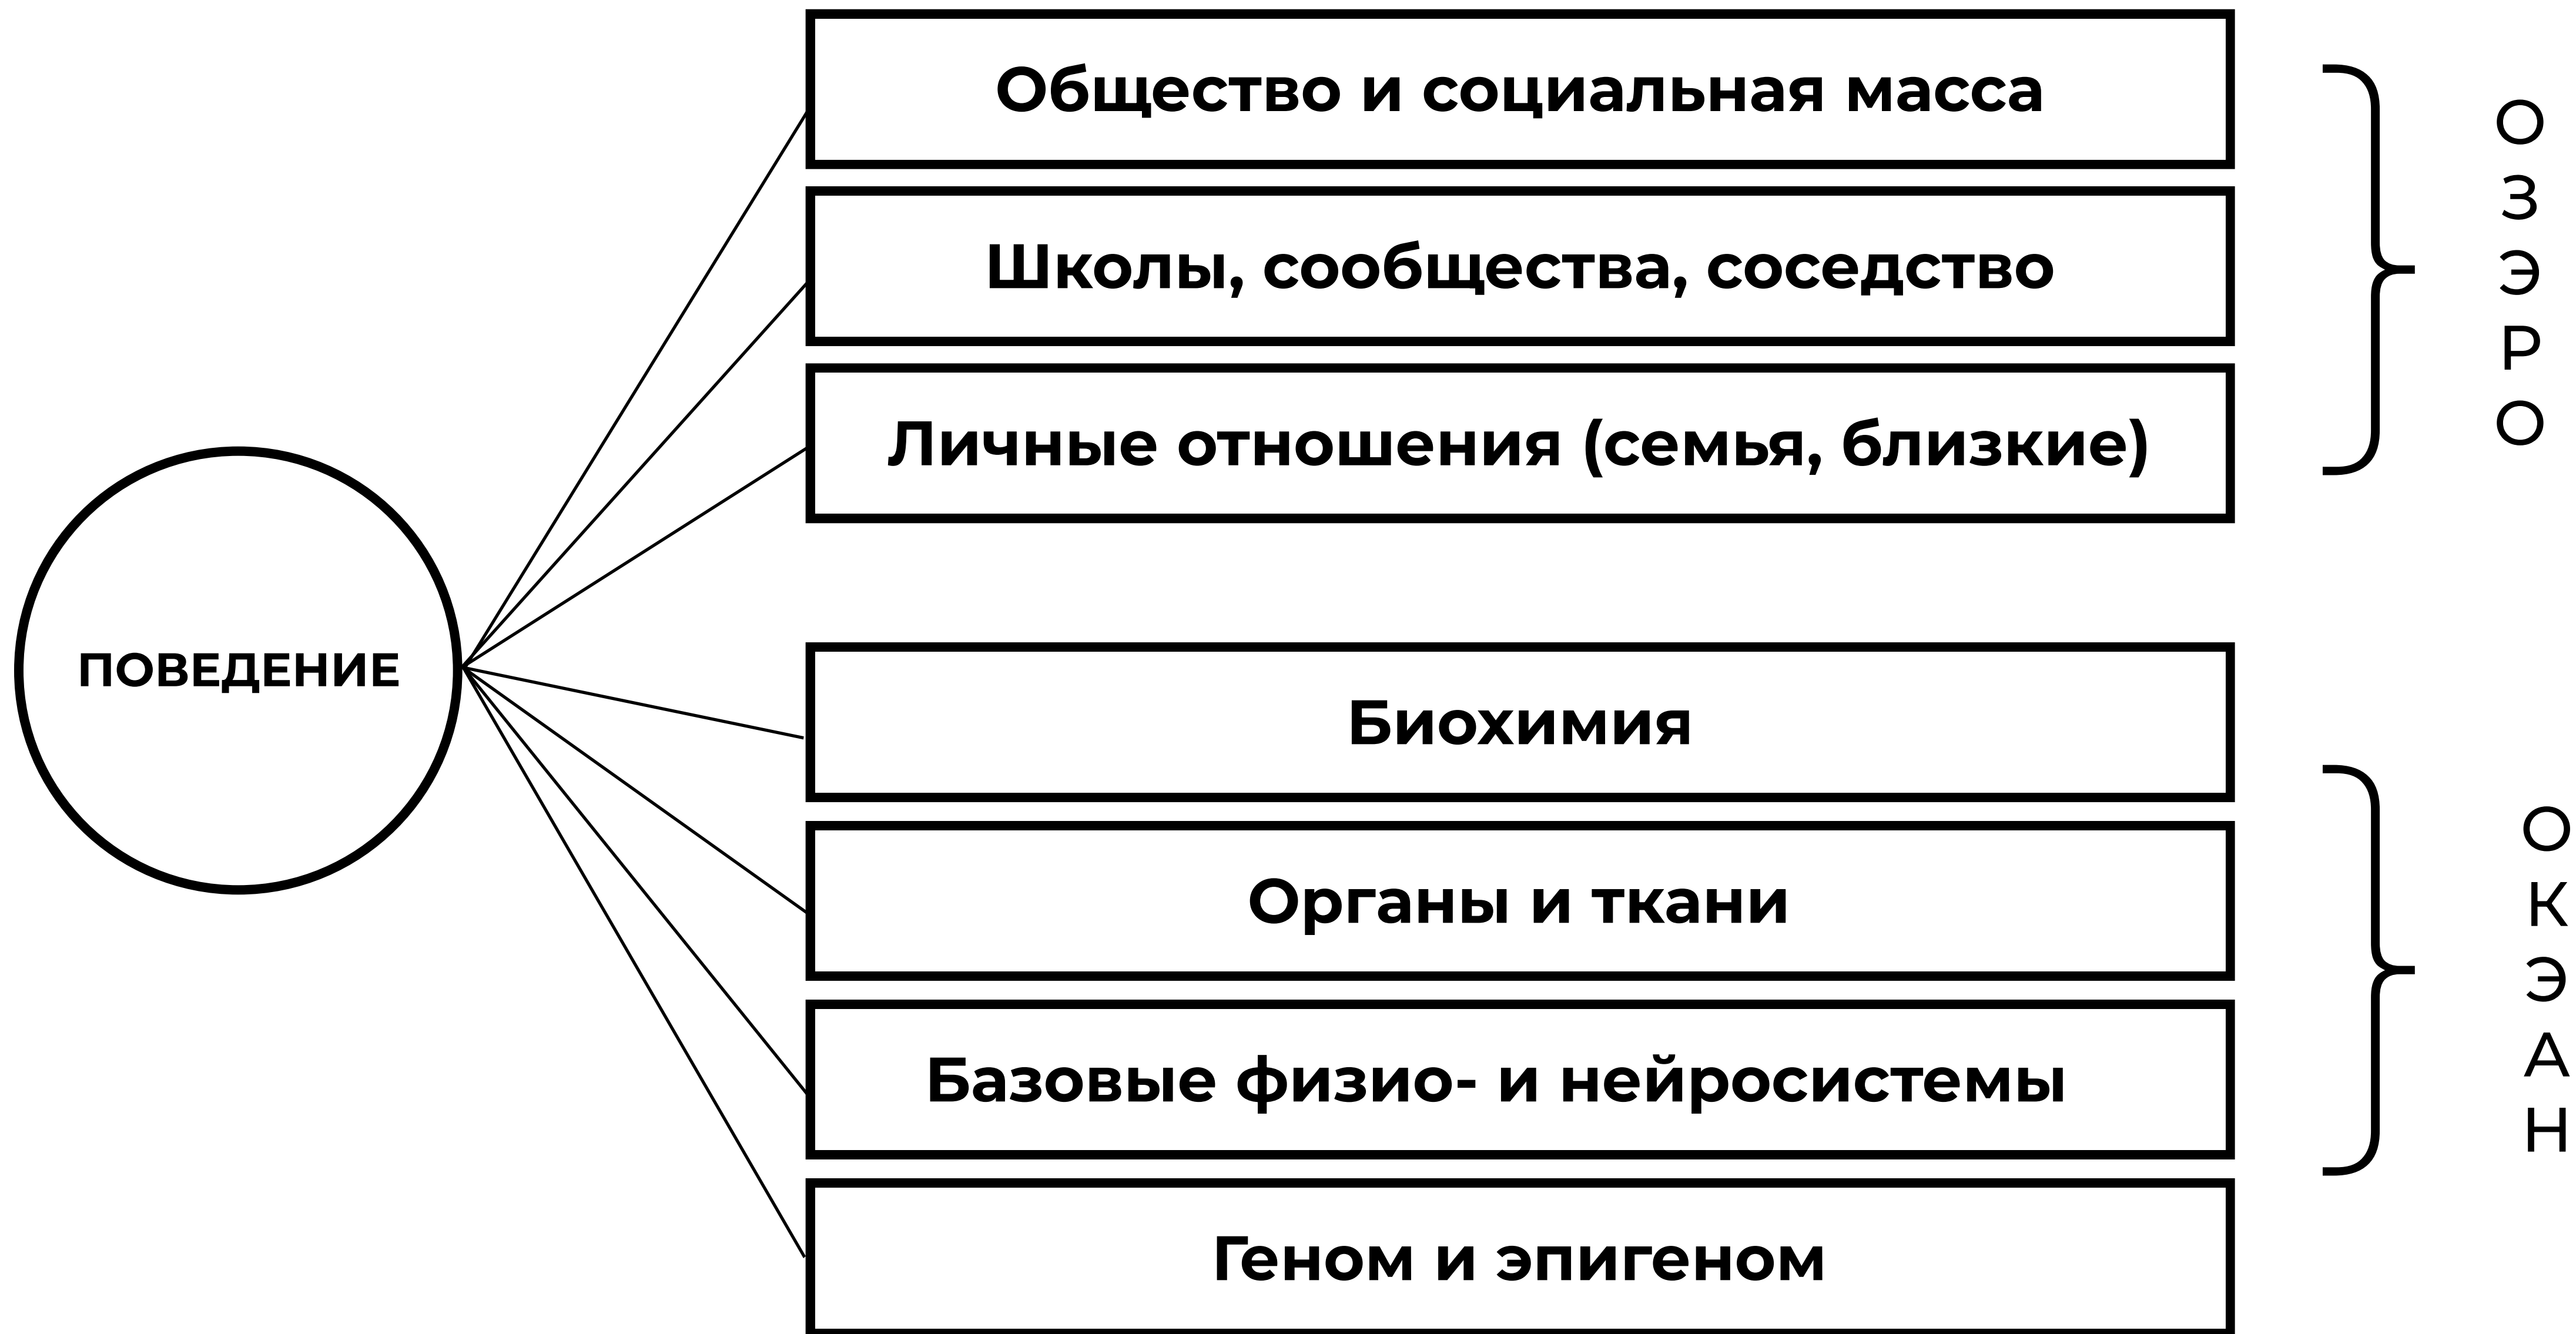 Общество и социальная масса
Школы, сообщества, соседство
Личные отношения (семья, близкие)
О
З
Э
Р
О
ПОВЕДЕНИЕ
Биохимия
Органы и ткани
Базовые физио- и нейросистемы
Геном и эпигеном
О
К
Э
А
Н